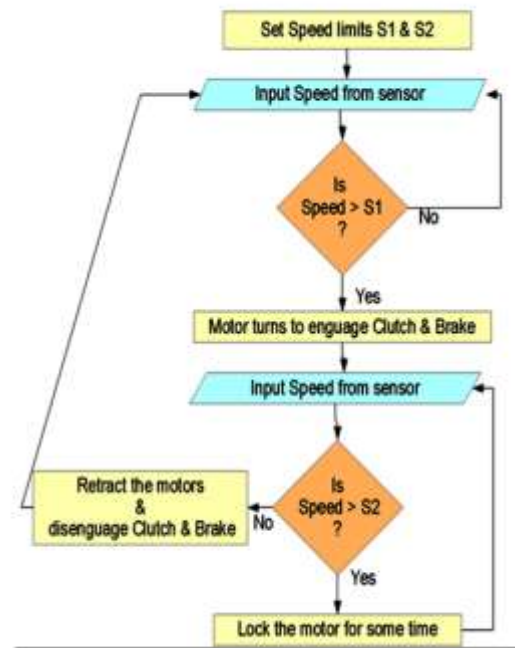 Set Speed limits S1 & S2
Input Speed from sensor
Is
Speed > S1
?
No
Yes
Motor turns to enguage Clutch & Brake
Input Speed from sensor
Is
Speed > S2
?
No
Retract the motors
&
disenguage Clutch & Brake
Yes
Lock the motor for some time